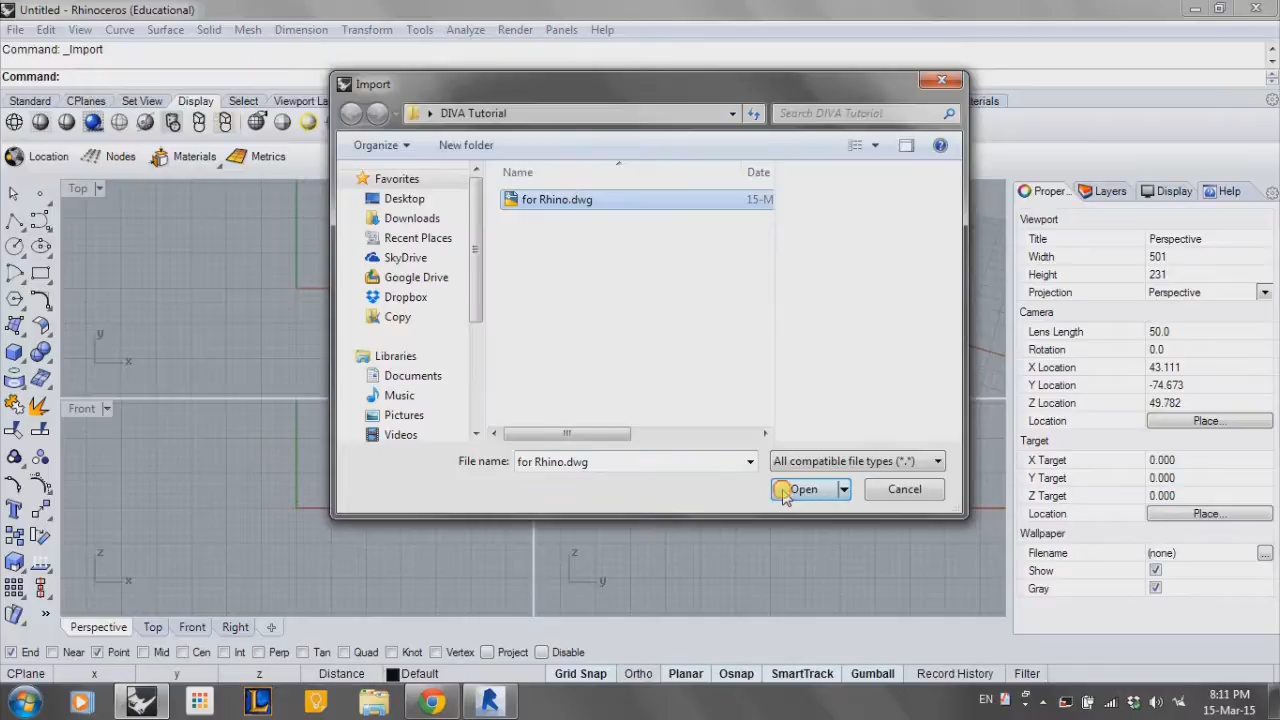 Untitled - Rhinoceros (Educational)
File Edit View Curve Surface Solid Mesh Dimension Transform Tools Analyze Render Panels Help
Command: _Import
Command:
Standard CPlanes Set View Display Select Viewport La
Location Nodes Materials Metrics
Import
DIVA Tutorial
Search DIVA Tutorial
Organize New folder
Favorites
Desktop
Downloads
Recent Places
SkyDrive
Google Drive
Dropbox
Copy
Libraries
Documents
Music
Pictures
Videos
Name Date
for Rhino.dwg 15-M
File name: for Rhino.dwg
All compatible file types (*.*)
Open Cancel
aterials
Top
y
x
Front
z
x
z
y
Proper... Layers Display Help
Viewport
Title Perspective
Width 501
Height 231
Projection Perspective
Camera
Lens Length 50.0
Rotation 0.0
X Location 43.111
Y Location -74.673
Z Location 49.782
Location Place...
Target
X Target 0.000
Y Target 0.000
Z Target 0.000
Location Place...
Wallpaper
Filename (none) ...
Show
Gray
Perspective Top Front Right
End Near Point Mid Cen Int Perp Tan Quad Knot Vertex Project Disable
CPlane x y z Distance Default Grid Snap Ortho Planar Osnap SmartTrack Gumball Record History Filter
EN
8:11 PM
15-Mar-15